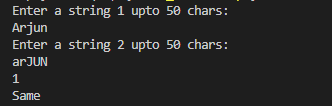 Enter a string 1 upto 50 chars:
Arjun
Enter a string 2 upto 50 chars:
arJUN
1
Same